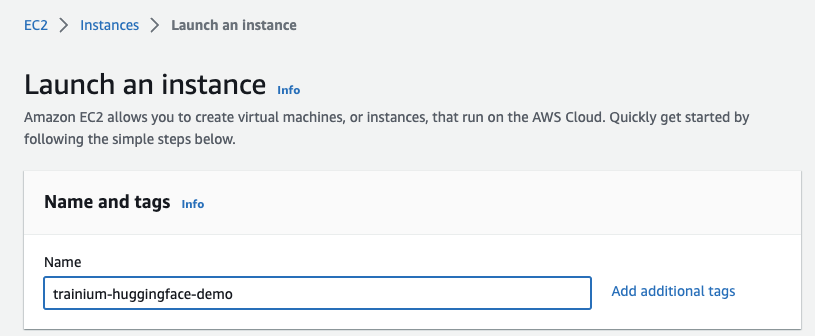 EC2 > Instances > Launch an instance
Launch an instance Info
Amazon EC2 allows you to create virtual machines, or instances, that run on the AWS Cloud. Quickly get started by
following the simple steps below.
Name and tags Info
Name
trainium-huggingface-demo Add additional tags